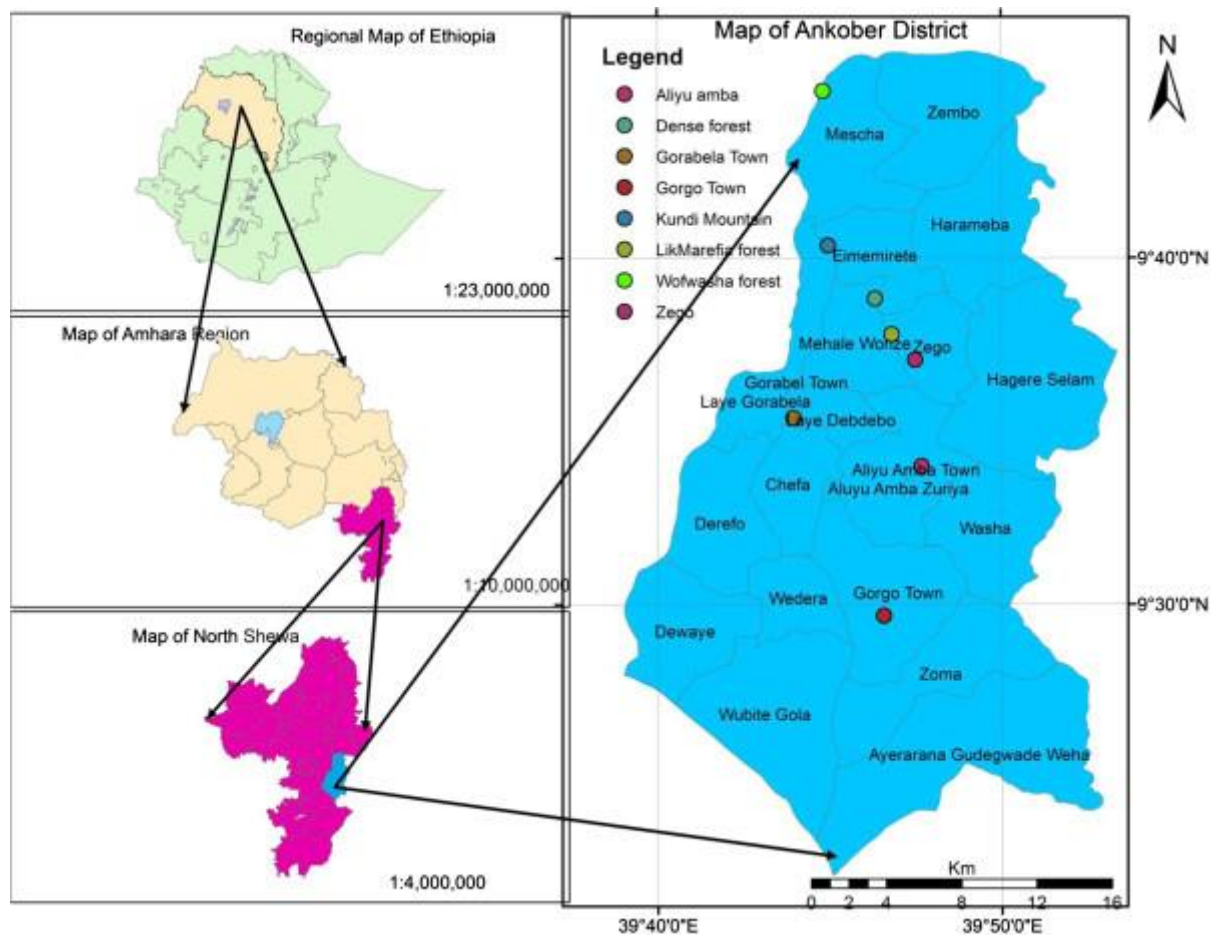 Regional Map of Ethiopia
1:23,000,000
Map of Amhara Region
1:10,000,000
Map of North Shewa
1:4,000,000
Map of Ankober District
N
Legend
Aliyu amba
Dense forest
Gorabela Town
Gorgo Town
Kundi Mountain
LikMarefia forest
Wofwasha forest
Zego
Zembo
Mescha
Harameba
Eimemirete
Mehale Wonze
Zego
Hagere Selam
Gorabel Town
Laye Gorabela
Laye Debdebo
Aliyu Amba Town
Chefa
Aluyu Amba Zuriya
Derefo
Washa
Gorgo Town
Wedera
Dewaye
Zoma
Wubite Gola
Ayerarana Gudegwade Weha
9°40'0"N
9°30'0"N
Km
0 2 4 8 12 16
39°40'0"E
39°50'0"E